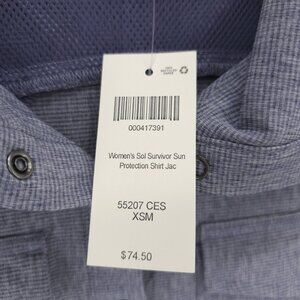 000417391
Women's Sol Survivor Sun
Protection Shirt Jac
55207 CES
XSM
$74.50